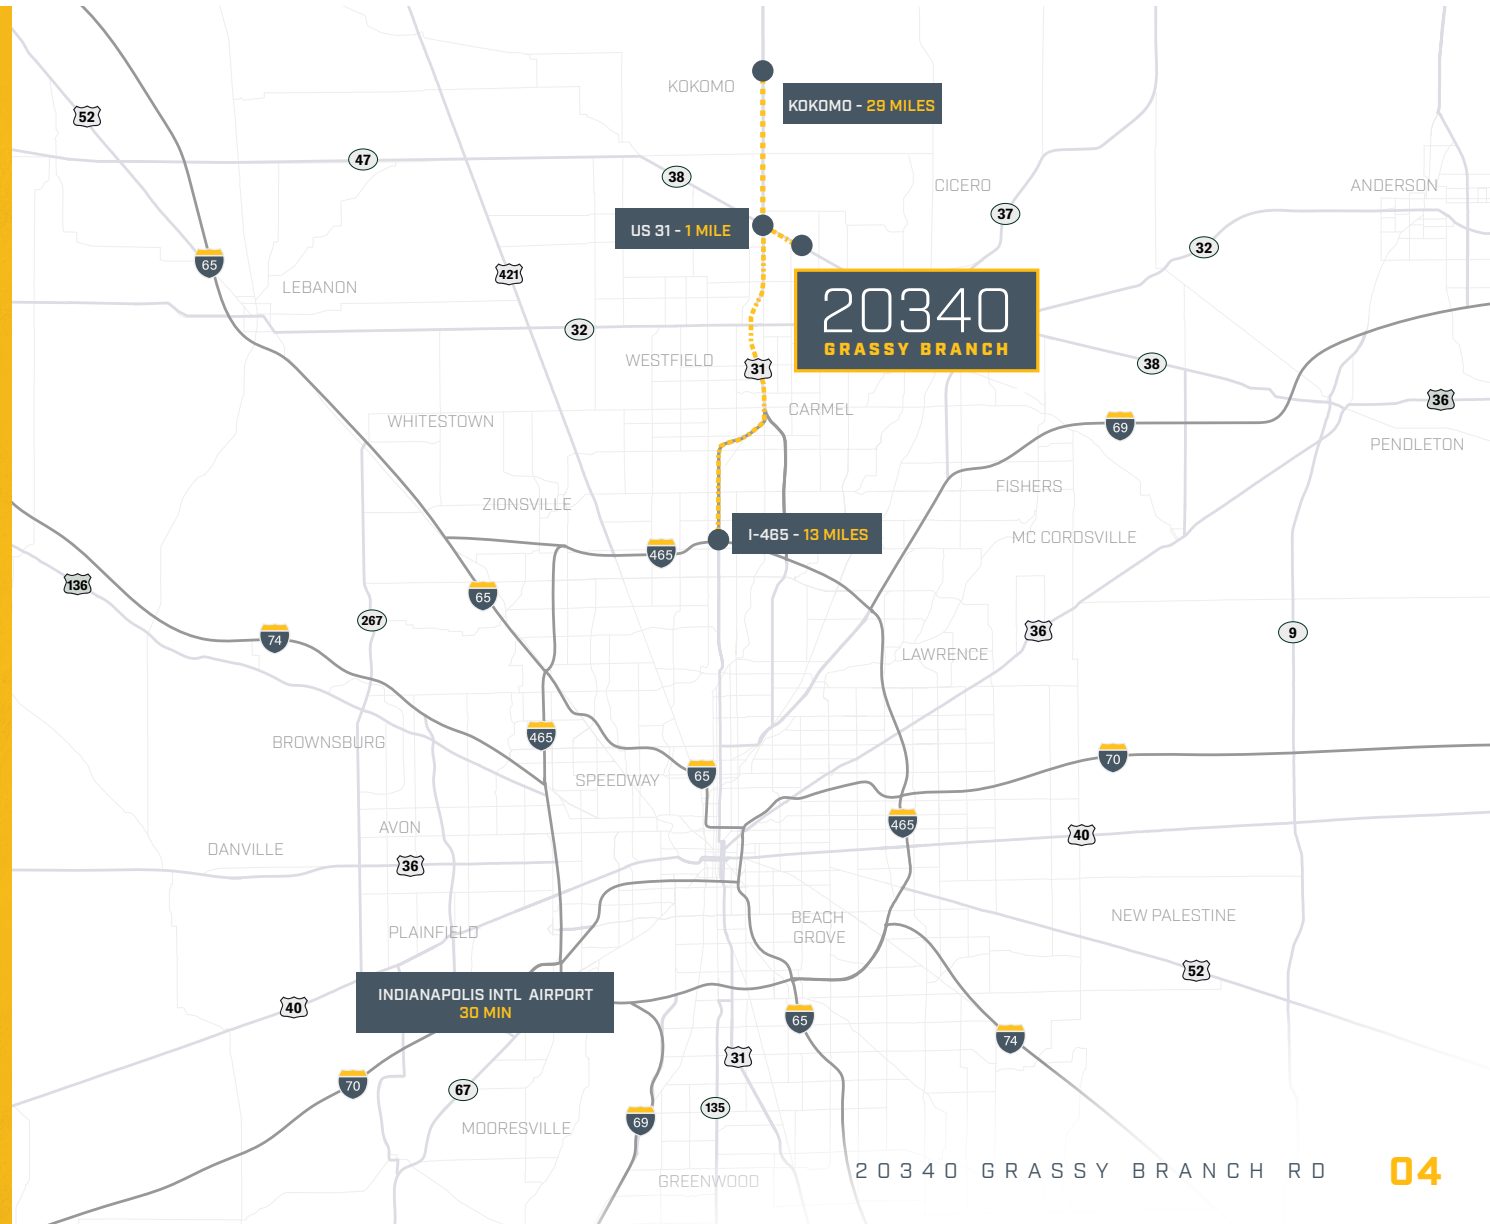 KOKOMO
KOKOMO - 29 MILES
52
47
38
CICERO
ANDERSON
37
US 31 - 1 MILE
32
65
421
LEBANON
20340
GRASSY BRANCH
32
WESTFIELD
31
38
36
CARMEL
WHITESTOWN
69
PENDLETON
FISHERS
ZIONSVILLE
I-465 - 13 MILES
MC CORDSVILLE
465
136
65
267
74
36
9
LAWRENCE
465
BROWNSBURG
70
SPEEDWAY
65
465
AVON
40
DANVILLE
36
BEACH
GROVE
NEW PALESTINE
PLAINFIELD
52
INDIANAPOLIS INTL AIRPORT
30 MIN
40
65
74
31
70
67
135
69
MOORESVILLE
GREENWOOD
20340 GRASSY BRANCH RD
04